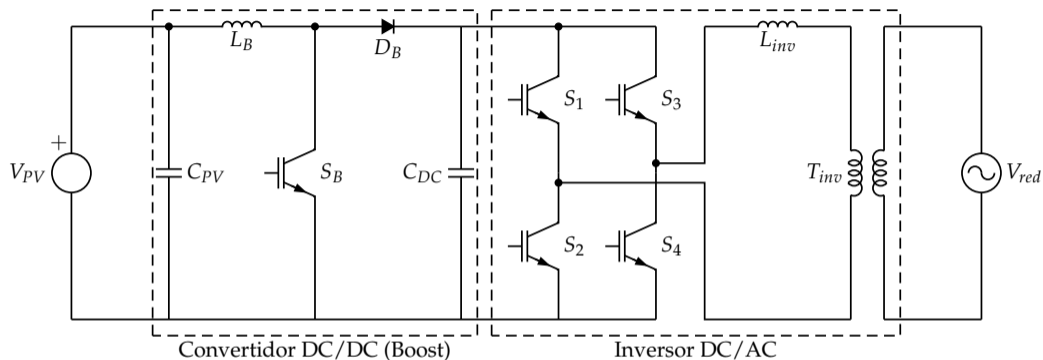 L_B
D_B
L_inv
+
S_1
S_3
V_PV
C_PV
S_B
C_DC
T_inv
V_red
S_2
S_4
Convertidor DC/DC (Boost)
Inversor DC/AC